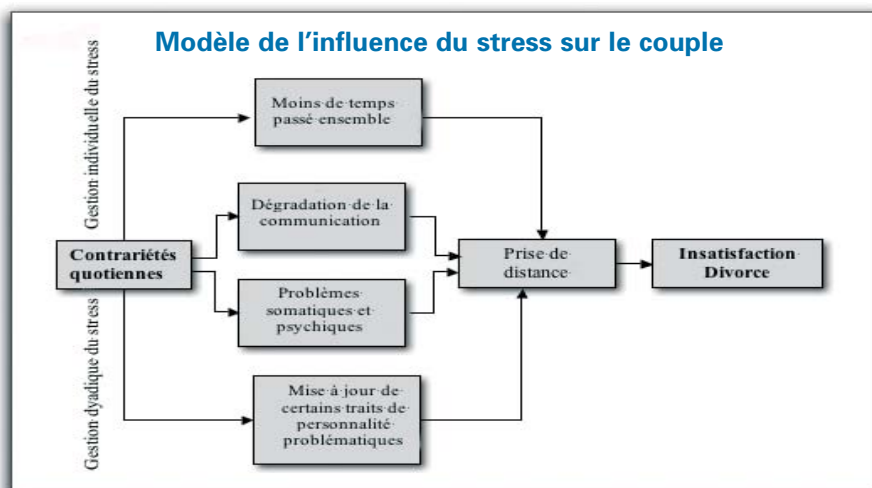 Modèle de l'influence du stress sur le couple
Gestion individuelle du stress
Moins de temps
passé ensemble
Dégradation de la
communication
Contrariétés
quotiennes
Prise de
distance
Insatisfaction
Divorce
Problèmes
somatiques et
psychiques
Gestion dyadique du stress
Mise à jour de
certains traits de
personnalité
problématiques